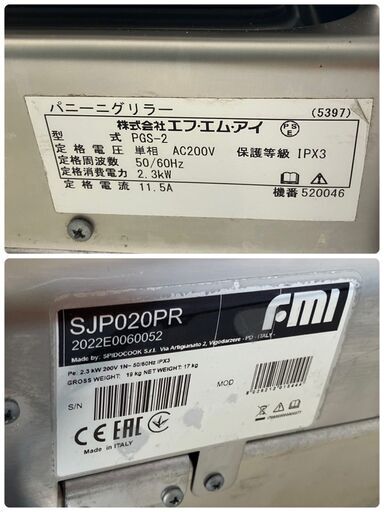 パニーニグリラー (5397)
株式会社エフ・エム・アイ
PS
E
型式 PGS-2
定格電圧 単相 AC200V 保護等級 IPX3
定格周波数 50/60Hz
定格消費電力 2.3kW
定格電流 11.5A 機番 520046
SJP020PR
2022E0060052
FMI
Made by: SPIDOCOOK S.r.l. Via Artigianato 2, Vigodarzere - PD - ITALY -
Pe. 2.3 kW 200V 1N~ 50/60Hz IPX3
GROSS WEIGHT: 19 kg NET WEIGHT: 17 kg
S/N
MOD
CE EAC
Made in ITALY